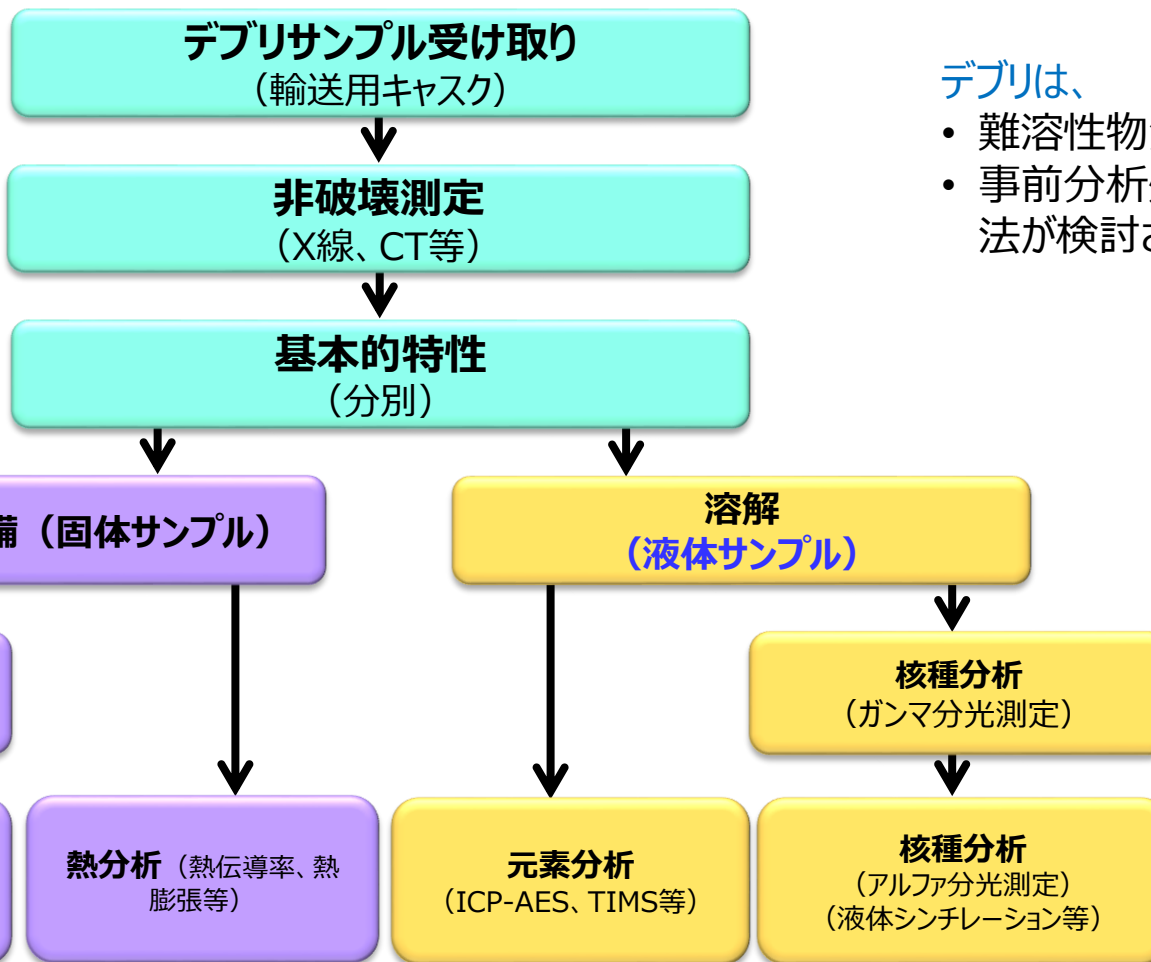 デブリサンプル受け取り
（輸送用キャスク）
デブリは、
• 難溶性物
• 事前分析
法が検討
非破壊測定
（X線、CT等）
基本的特性
（分別）
備（固体サンプル）
溶解
（液体サンプル）
核種分析
（ガンマ分光測定）
熱分析（熱伝導率、熱
膨張等）
元素分析
（ICP-AES、TIMS等）
核種分析
（アルファ分光測定）
（液体シンチレーション等）